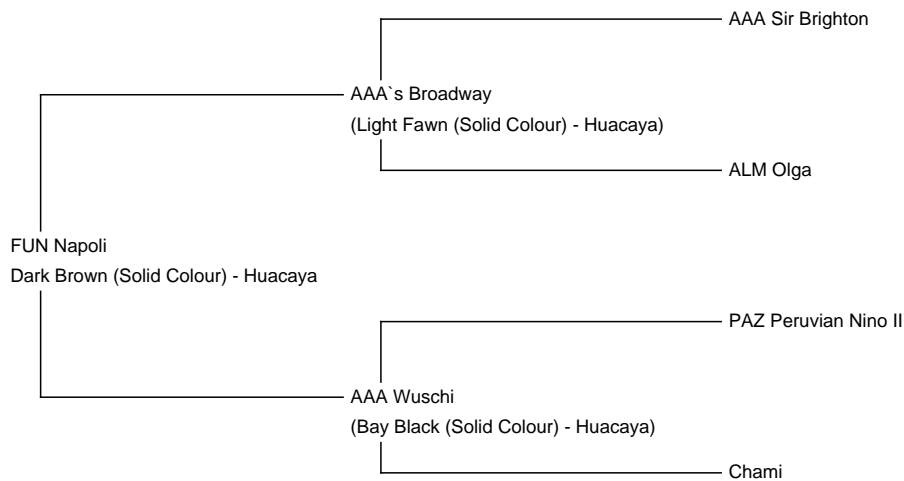 AAA Sir Brighton
AAA`s Broadway
(Light Fawn (Solid Colour) - Huacaya)
ALM Olga
FUN Napoli
Dark Brown (Solid Colour) - Huacaya
PAZ Peruvian Nino II
AAA Wuschi
(Bay Black (Solid Colour) - Huacaya)
Chami